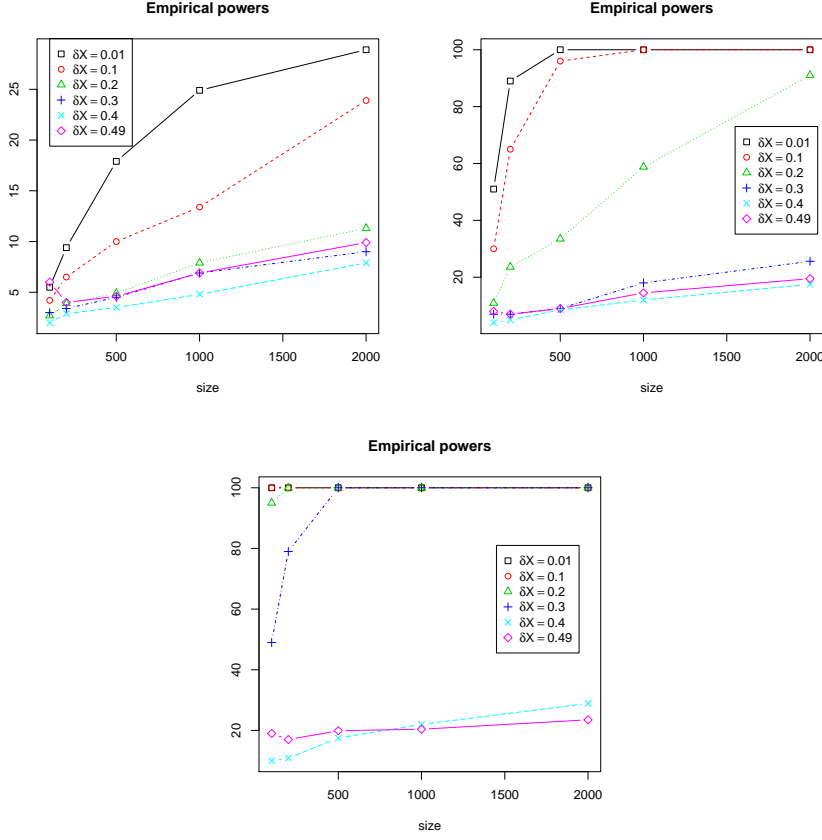 Empirical powers
δX = 0.01
δX = 0.1
δX = 0.2
δX = 0.3
δX = 0.4
δX = 0.49
25
20
15
10
5
500 1000 1500 2000
size
Empirical powers
100
80
60
40
20
δX = 0.01
δX = 0.1
δX = 0.2
δX = 0.3
δX = 0.4
δX = 0.49
500 1000 1500 2000
size
Empirical powers
100
80
60
40
20
δX = 0.01
δX = 0.1
δX = 0.2
δX = 0.3
δX = 0.4
δX = 0.49
500 1000 1500 2000
size